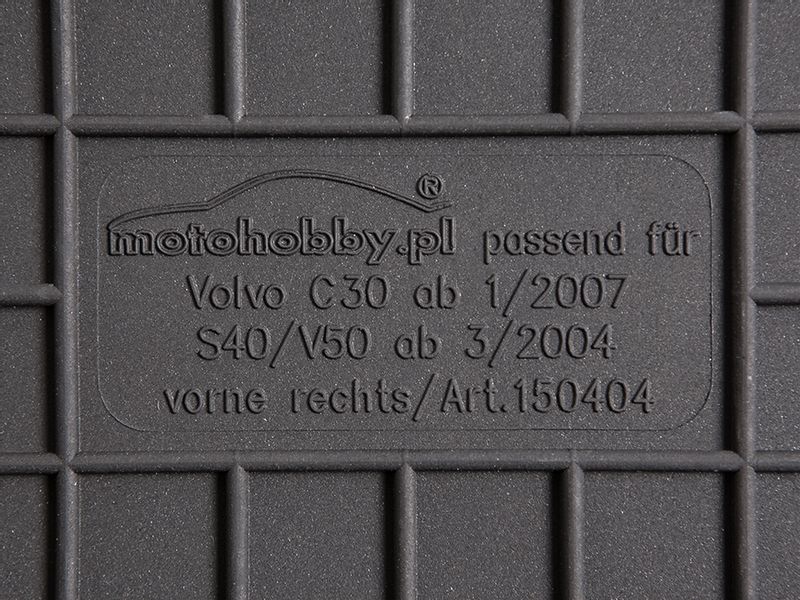 motohobby.pl® passend für
Volvo C30 ab 1/2007
S40/V50 ab 3/2004
vorne rechts/Art.150404